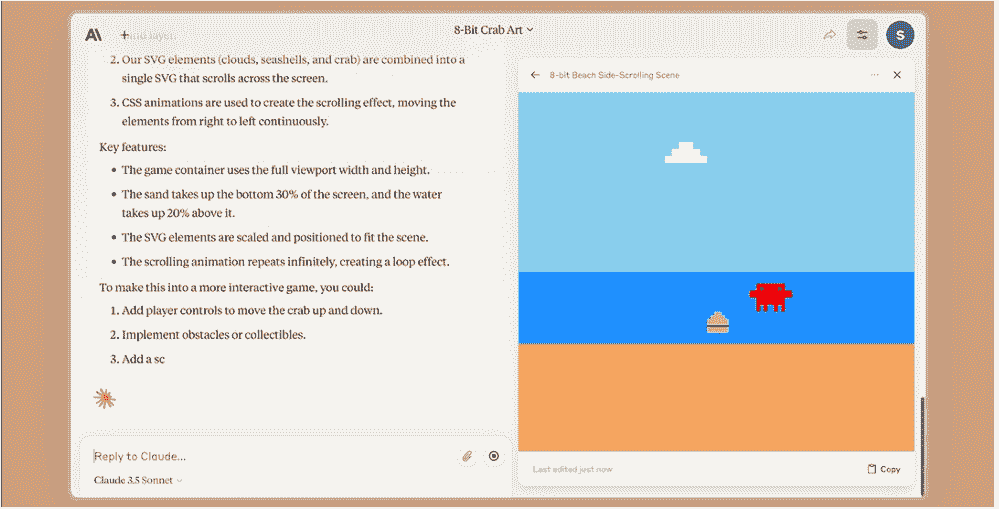 8-Bit Crab Art
and layer.
2. Our SVG elements (clouds, seashells, and crab) are combined into a
single SVG that scrolls across the screen.
3. CSS animations are used to create the scrolling effect, moving the
elements from right to left continuously.
Key features:
• The game container uses the full viewport width and height.
• The sand takes up the bottom 30% of the screen, and the water
takes up 20% above it.
• The SVG elements are scaled and positioned to fit the scene.
• The scrolling animation repeats infinitely, creating a loop effect.
To make this into a more interactive game, you could:
1. Add player controls to move the crab up and down.
2. Implement obstacles or collectibles.
3. Add a sc
Reply to Claude...
Claude 3.5 Sonnet
S
8-bit Beach Side-Scrolling Scene
Last edited just now
Copy